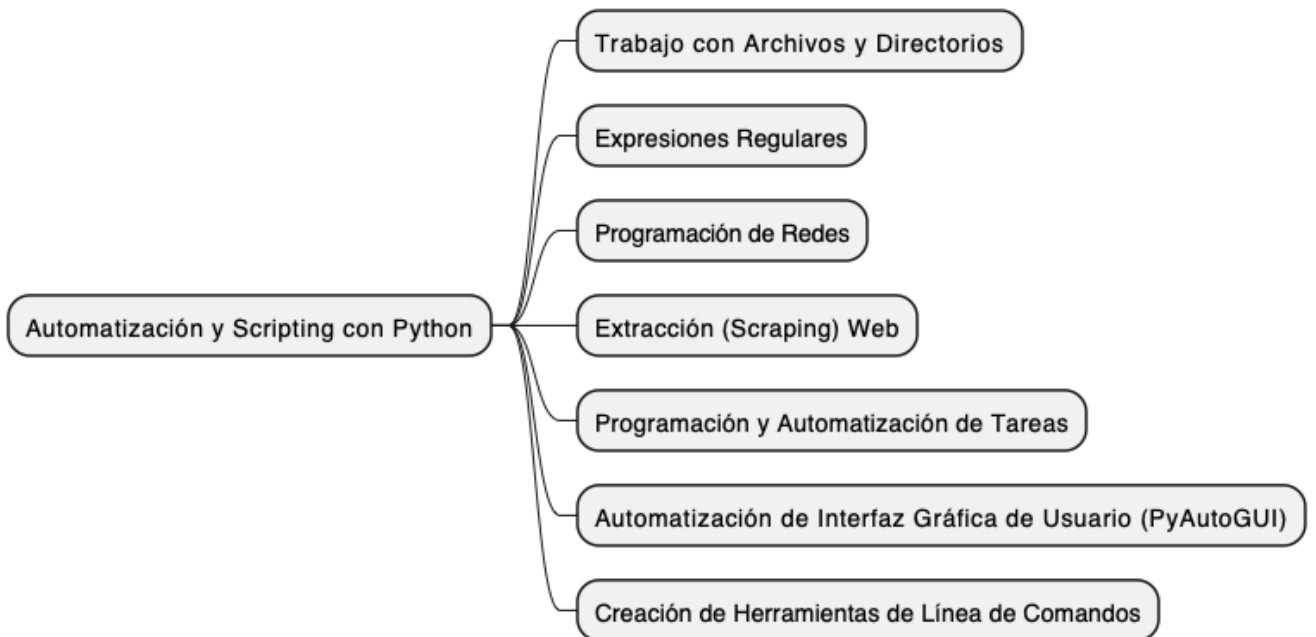 Trabajo con Archivos y Directorios
Expresiones Regulares
Programación de Redes
Automatización y Scripting con Python
Extracción (Scraping) Web
Programación y Automatización de Tareas
Automatización de Interfaz Gráfica de Usuario (PyAutoGUI)
Creación de Herramientas de Línea de Comandos